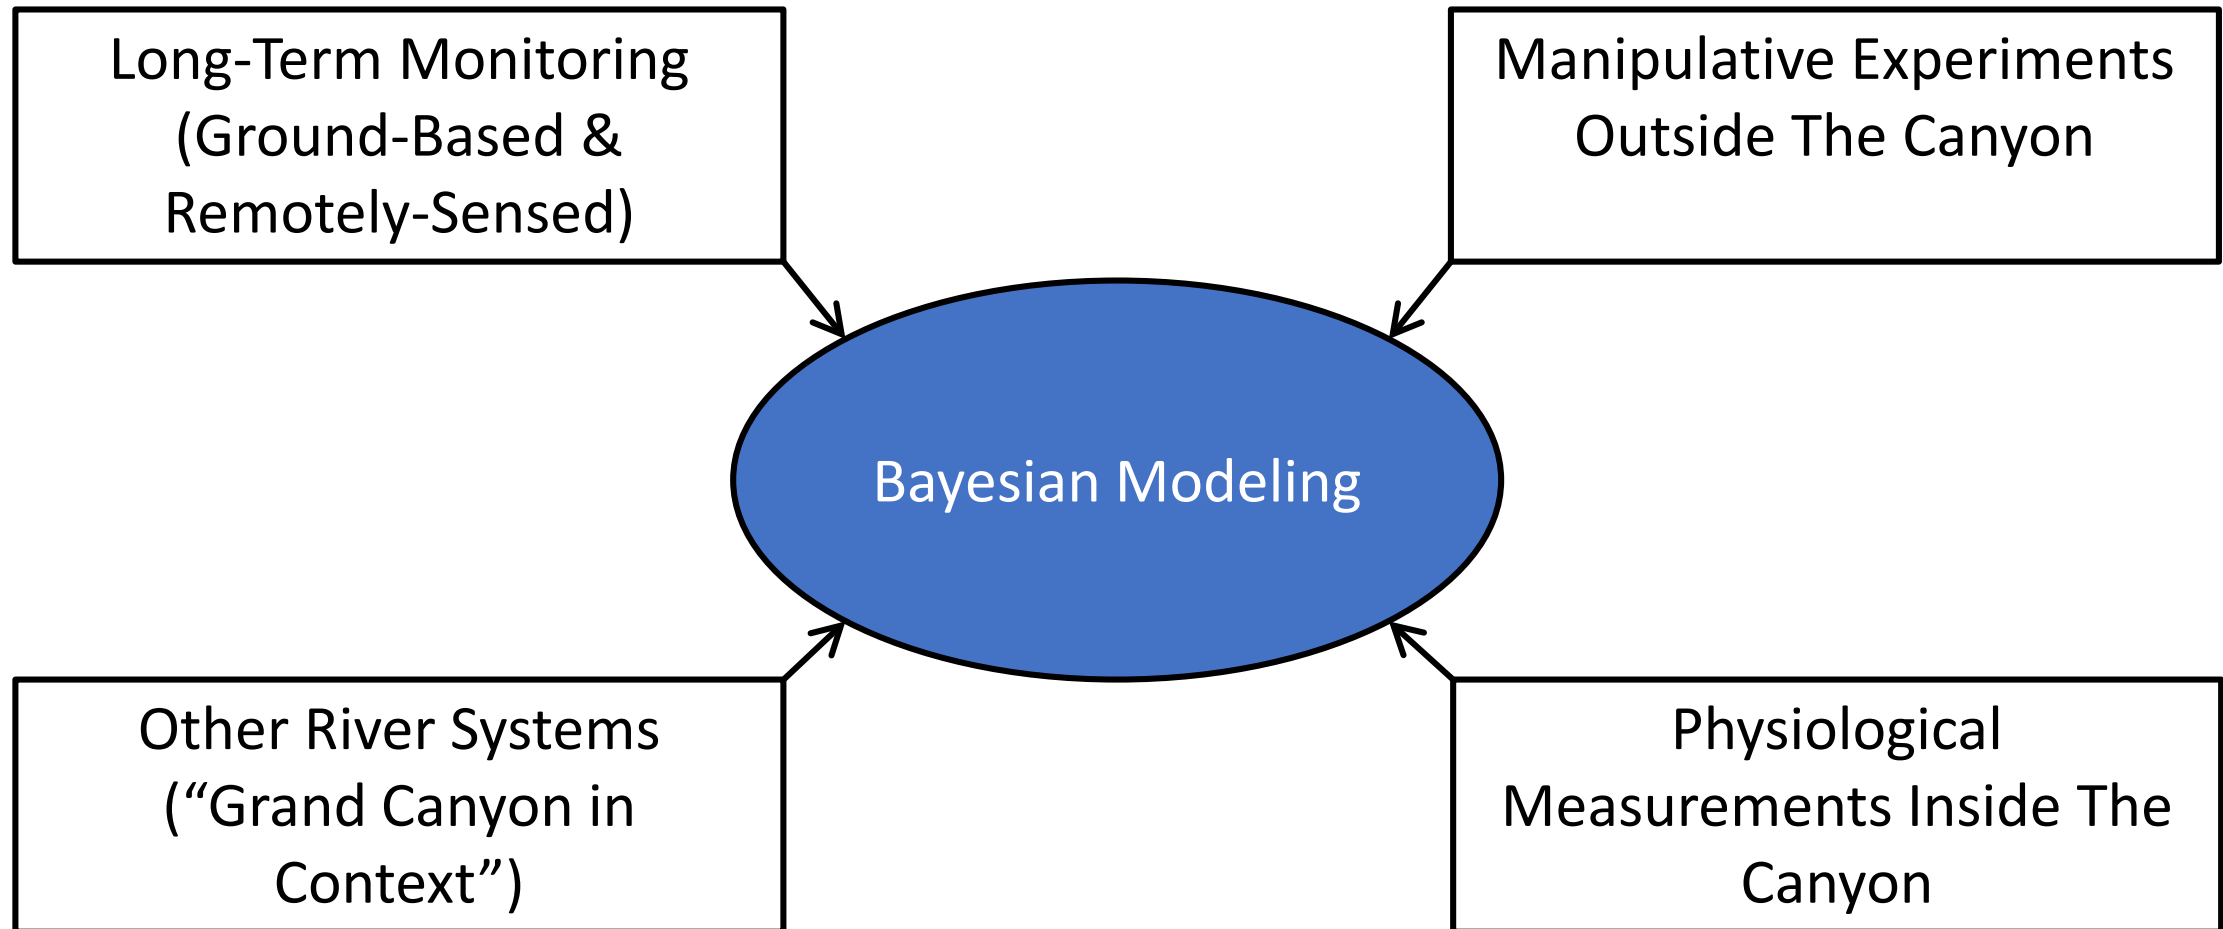 Long-Term Monitoring
(Ground-Based &
Remotely-Sensed)
Manipulative Experiments
Outside The Canyon
Bayesian Modeling
Other River Systems
(“Grand Canyon in
Context”)
Physiological
Measurements Inside The
Canyon